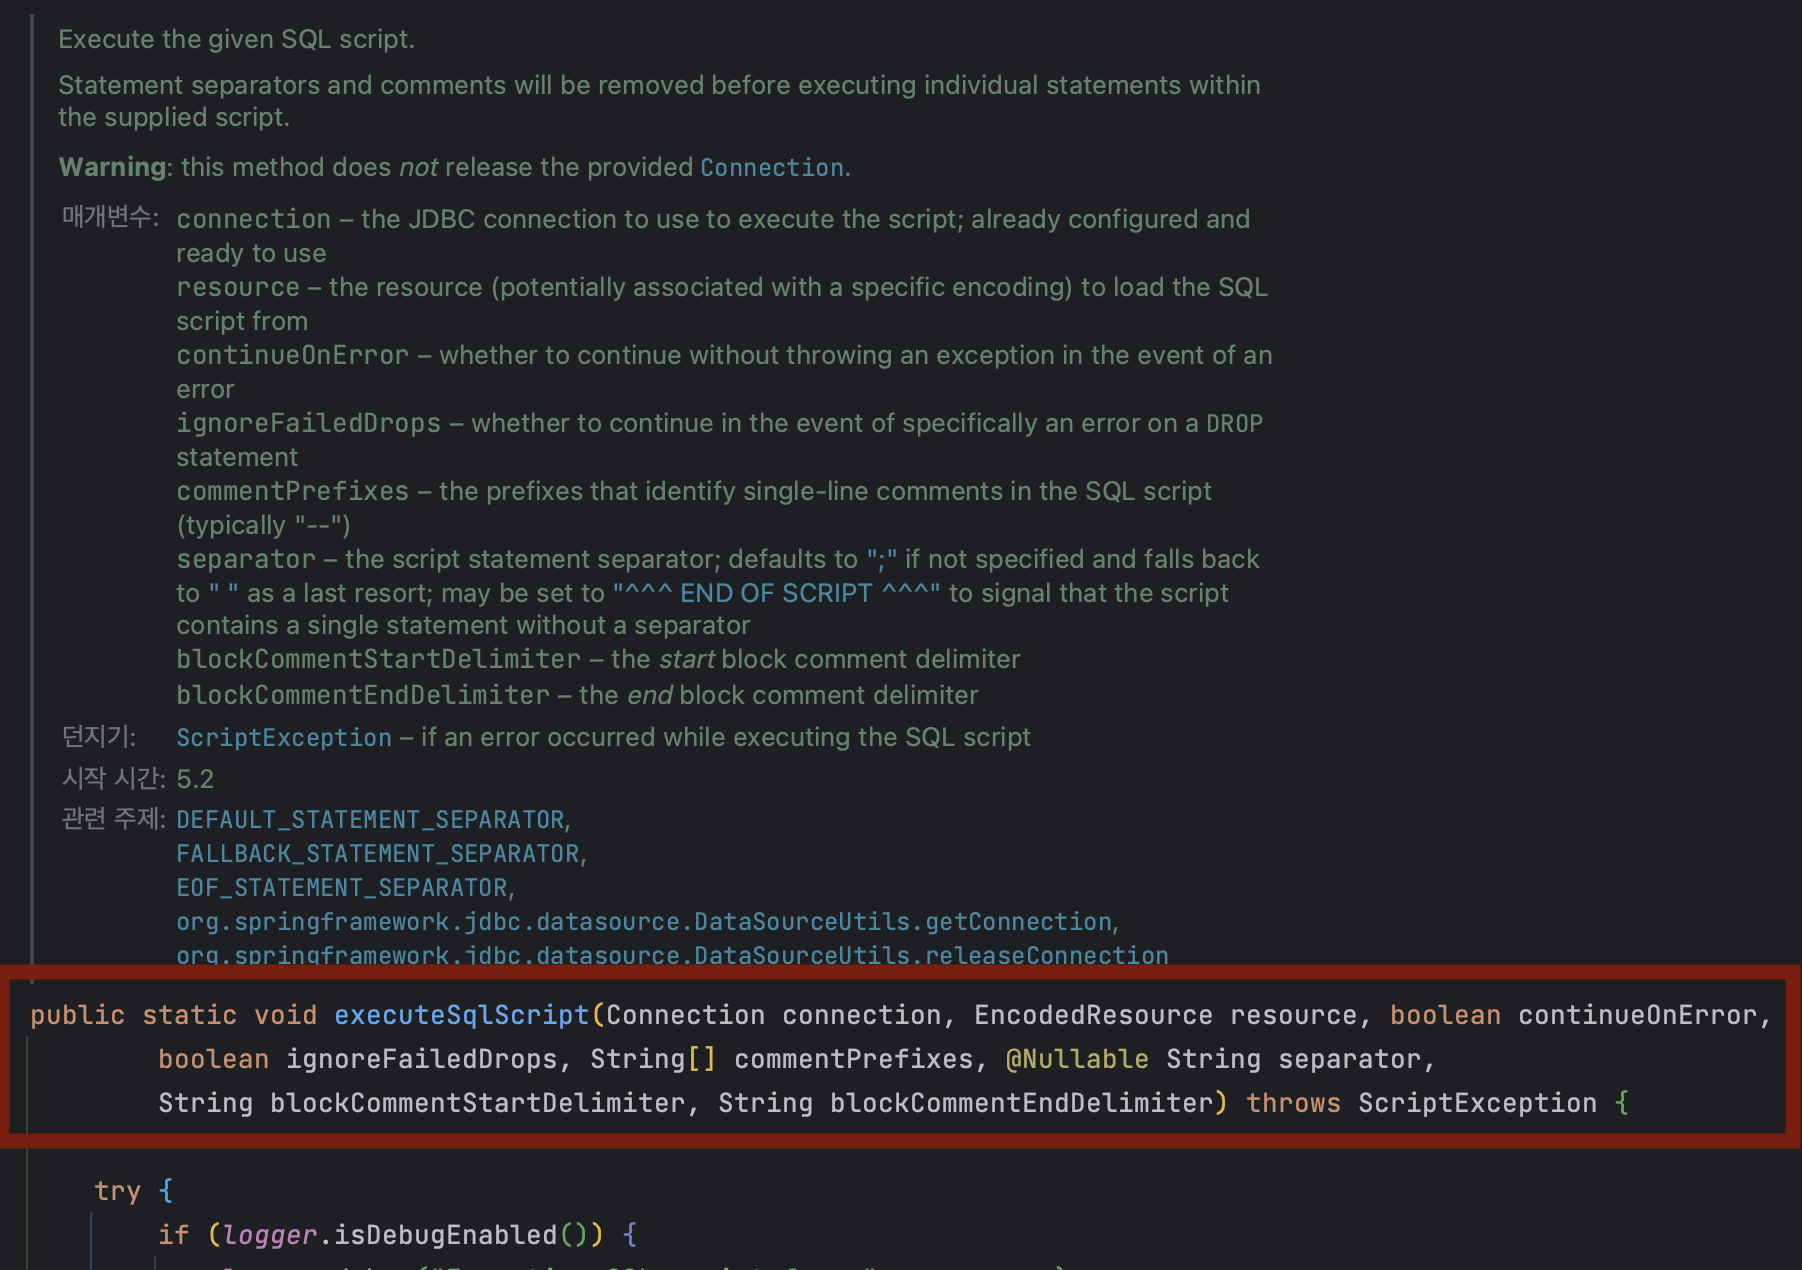 Execute the given SQL script.
Statement separators and comments will be removed before executing individual statements within
the supplied script.
Warning: this method does not release the provided Connection.
매개변수: connection – the JDBC connection to use to execute the script; already configured and
ready to use
resource – the resource (potentially associated with a specific encoding) to load the SQL
script from
continueOnError – whether to continue without throwing an exception in the event of an
error
ignoreFailedDrops – whether to continue in the event of specifically an error on a DROP
statement
commentPrefixes – the prefixes that identify single-line comments in the SQL script
(typically "--")
separator – the script statement separator; defaults to ";" if not specified and falls back
to " " as a last resort; may be set to "^^^ END OF SCRIPT ^^^" to signal that the script
contains a single statement without a separator
blockCommentStartDelimiter – the start block comment delimiter
blockCommentEndDelimiter – the end block comment delimiter
던지기: ScriptException – if an error occurred while executing the SQL script
시작 시간: 5.2
관련 주제: DEFAULT_STATEMENT_SEPARATOR,
FALLBACK_STATEMENT_SEPARATOR,
EOF_STATEMENT_SEPARATOR,
org.springframework.jdbc.datasource.DataSourceUtils.getConnection,
org.springframework.jdbc.datasource.DataSourceUtils.releaseConnection
public static void executeSqlScript(Connection connection, EncodedResource resource, boolean continueOnError,
boolean ignoreFailedDrops, String[] commentPrefixes, @Nullable String separator,
String blockCommentStartDelimiter, String blockCommentEndDelimiter) throws ScriptException {
try {
if (logger.isDebugEnabled()) {